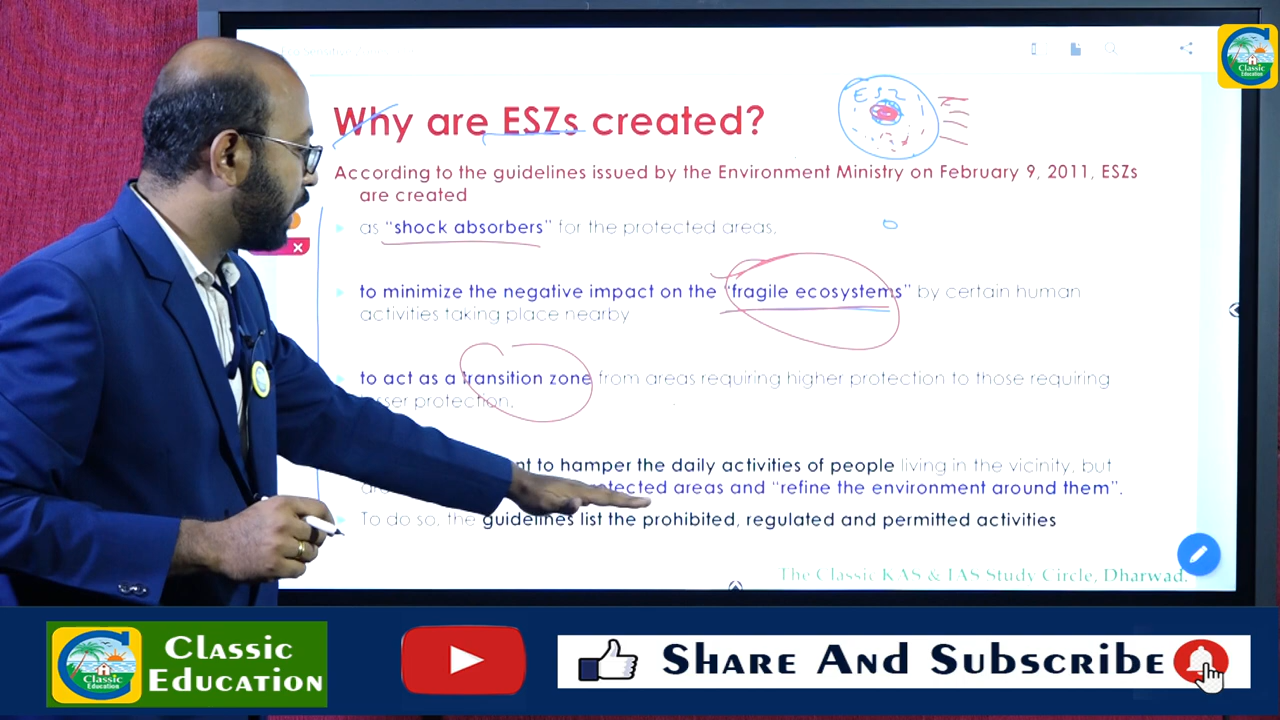 Why are ESZs created?
ESZ
Classic
Education
According to the guidelines issued by the Environment Ministry on February 9, 2011, ESZs
are created
as “shock absorbers” for the protected areas.
to minimize the negative impact on the “fragile ecosystems” by certain human
activities taking place nearby
to act as a transition zone from areas requiring higher protection to those requiring
protection.
to hamper the daily activities of people living in the vicinity, but
areas and “refine the environment around them”.
To do so, the guidelines list the prohibited, regulated and permitted activities
The Classic KAS & IAS Study Circle, Dharwad.
Classic
Education
Classic
Education
Share And Subscribe